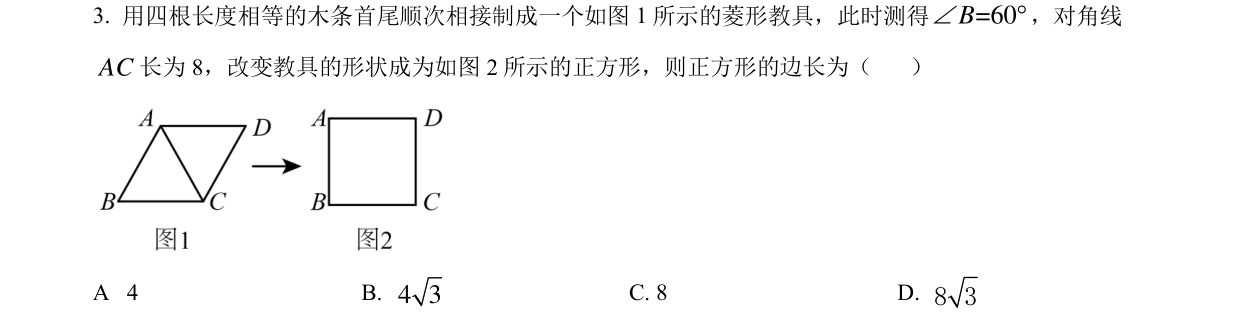 3. 用四根长度相等的木条首尾顺次相接制成一个如图 1 所示的菱形教具，此时测得∠B=60°，对角线
AC 长为 8，改变教具的形状成为如图 2 所示的正方形，则正方形的边长为（　　）
A D A D
B C B C
图1 图2
A 4 B. 4√3 C. 8 D. 8√3